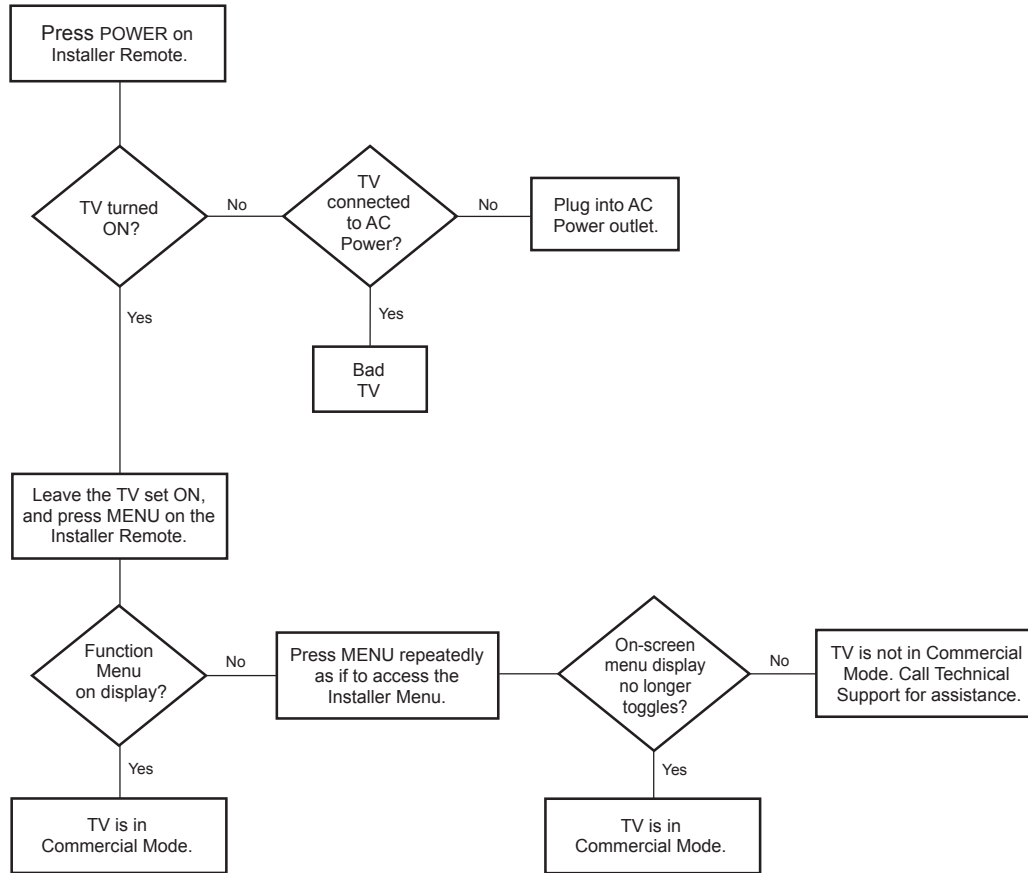 Press POWER on
Installer Remote.
TV turned
ON?
No
TV
connected
to AC
Power?
No
Plug into AC
Power outlet.
Yes
Yes
Bad
TV
Leave the TV set ON,
and press MENU on the
Installer Remote.
Function
Menu
on display?
No
Press MENU repeatedly
as if to access the
Installer Menu.
On-screen
menu display
no longer
toggles?
No
TV is not in Commercial
Mode. Call Technical
Support for assistance.
Yes
Yes
TV is in
Commercial Mode.
TV is in
Commercial Mode.